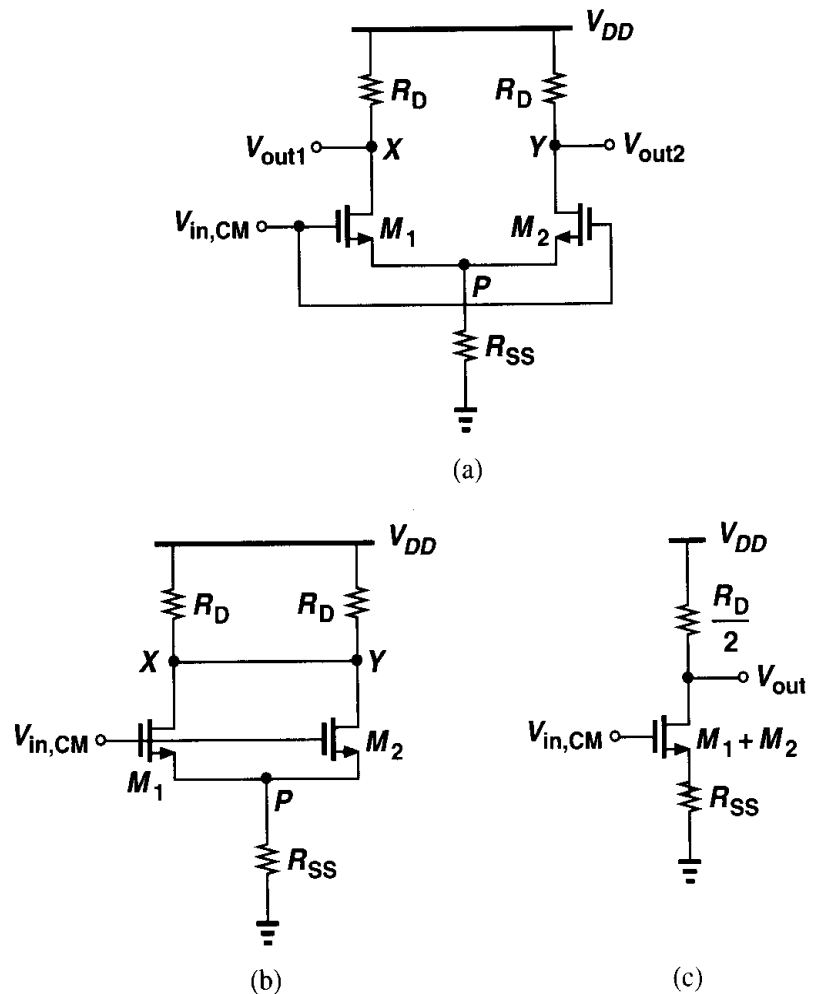 V_DD
R_D R_D
V_out1 X Y V_out2
V_in,CM M_1 M_2
P
R_SS
(a)
V_DD
R_D R_D
X Y
V_in,CM M_2
M_1
P
R_SS
(b)
V_DD
R_D
2
V_out
V_in,CM M_1 + M_2
R_SS
(c)